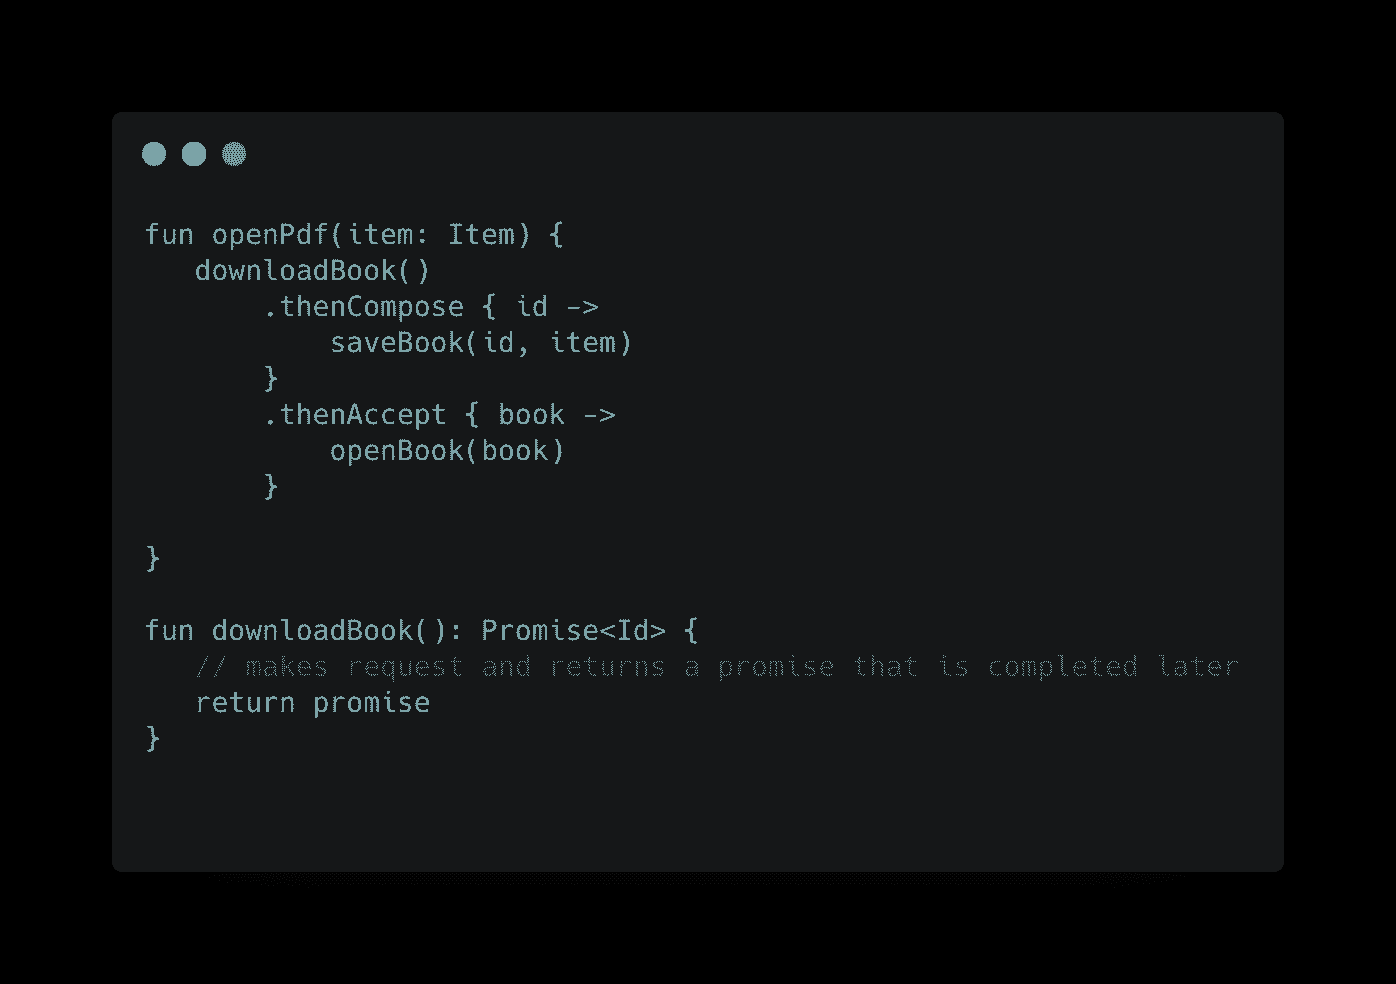 fun openPdf(item: Item) {
   downloadBook()
       .thenCompose { id ->
           saveBook(id, item)
       }
       .thenAccept { book ->
           openBook(book)
       }
}
fun downloadBook(): Promise<Id> {
   // makes request and returns a promise that is completed later
   return promise
}